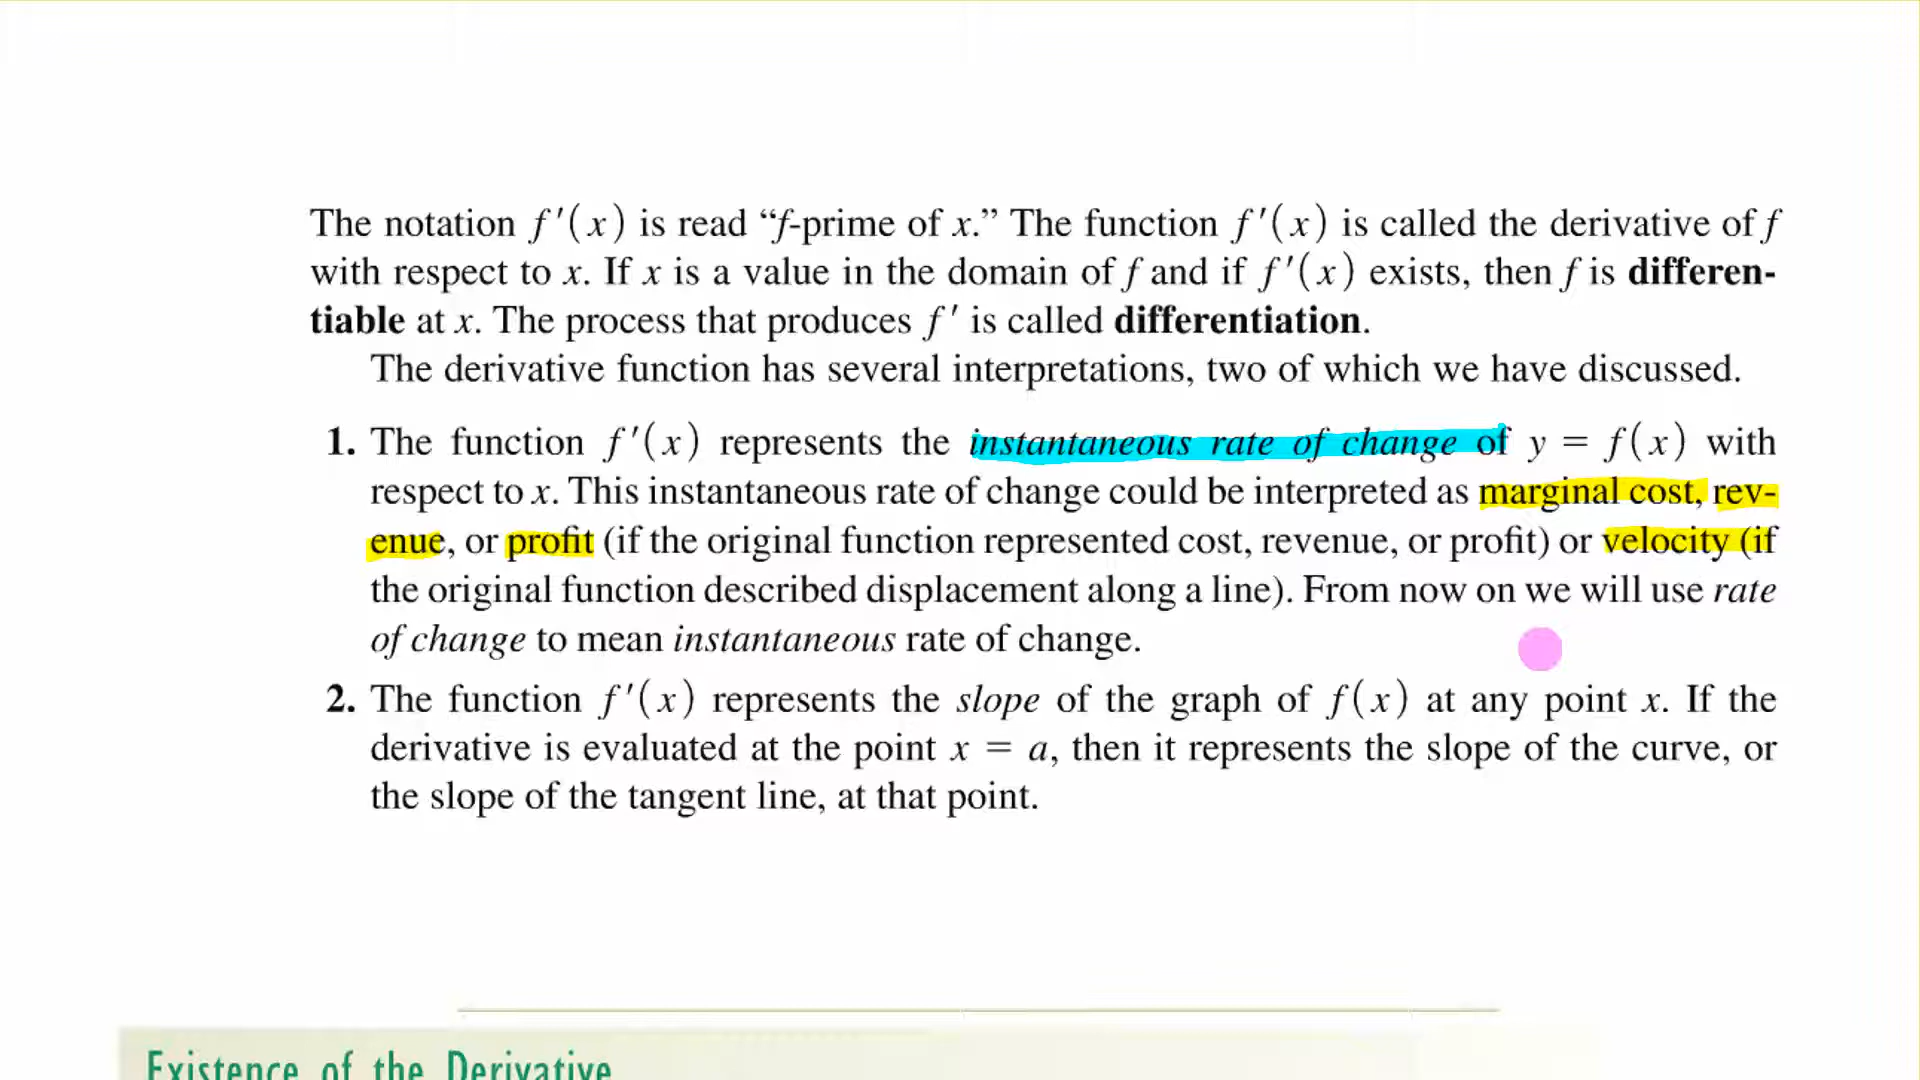 The notation f′(x) is read “f-prime of x.” The function f′(x) is called the derivative of f
with respect to x. If x is a value in the domain of f and if f′(x) exists, then f is differen-
tiable at x. The process that produces f′ is called differentiation.
The derivative function has several interpretations, two of which we have discussed.
1. The function f′(x) represents the instantaneous rate of change of y = f(x) with
respect to x. This instantaneous rate of change could be interpreted as marginal cost, rev-
enue, or profit (if the original function represented cost, revenue, or profit) or velocity (if
the original function described displacement along a line). From now on we will use rate
of change to mean instantaneous rate of change.
2. The function f′(x) represents the slope of the graph of f(x) at any point x. If the
derivative is evaluated at the point x = a, then it represents the slope of the curve, or
the slope of the tangent line, at that point.
Existence of the Derivative